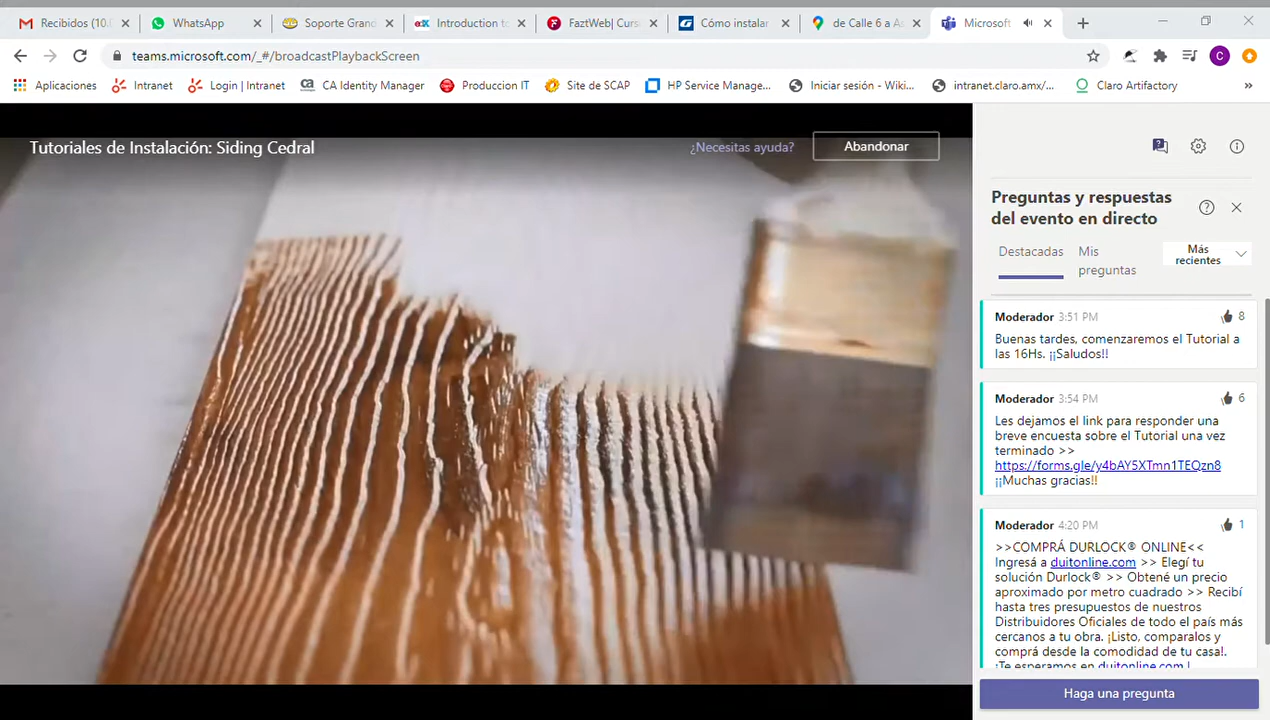 Recibidos (10.
WhatsApp
Soporte Grand
Introduction to
FaztWeb| Curs
Cómo instalar
de Calle 6 a A
Microsoft
teams.microsoft.com/_#/broadcastPlaybackScreen
C
Aplicaciones
Intranet
Login | Intranet
CA Identity Manager
Produccion IT
Site de SCAP
HP Service Manage...
Iniciar sesión - Wiki...
intranet.claro.amx/...
Claro Artifactory
»
Tutoriales de Instalación: Siding Cedral
¿Necesitas ayuda?
Abandonar
Preguntas y respuestas
del evento en directo
Destacadas
Mis
preguntas
Más
recientes
Moderador 3:51 PM
8
Buenas tardes, comenzaremos el Tutorial a
las 16Hs. ¡¡Saludos!!
Moderador 3:54 PM
6
Les dejamos el link para responder una
breve encuesta sobre el Tutorial una vez
terminado >>
https://forms.gle/y4bAY5XTmn1TEQzn8
¡¡Muchas gracias!!
Moderador 4:20 PM
1
>>COMPRÁ DURLOCK® ONLINE<<
Ingresá a duitonline.com >> Elegí tu
solución Durlock® >> Obtené un precio
aproximado por metro cuadrado >> Recibí
hasta tres presupuestos de nuestros
Distribuidores Oficiales de todo el país más
cercanos a tu obra. ¡Listo, comparalos y
comprá desde la comodidad de tu casa!.
¡Te esperamos en duitonline.com |
Haga una pregunta